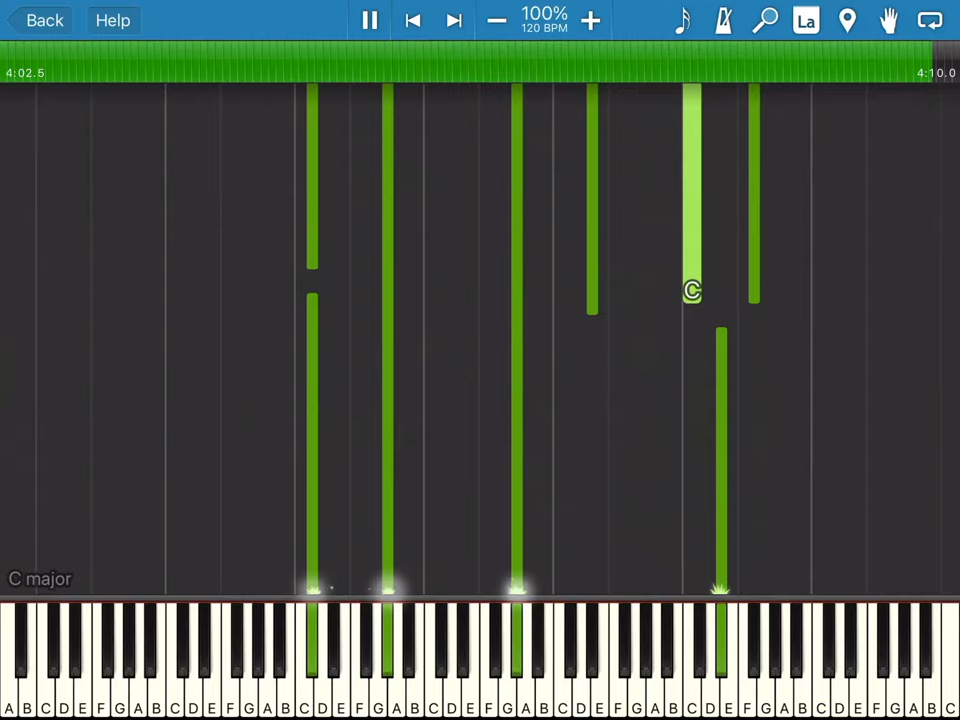 Back Help 100% La
120 BPM
4:02.5 4:10.0
C
C major
A B C D E F G A B C D E F G A B C D E F G A B C D E F G A B C D E F G A B C D E F G A B C D E F G A B C